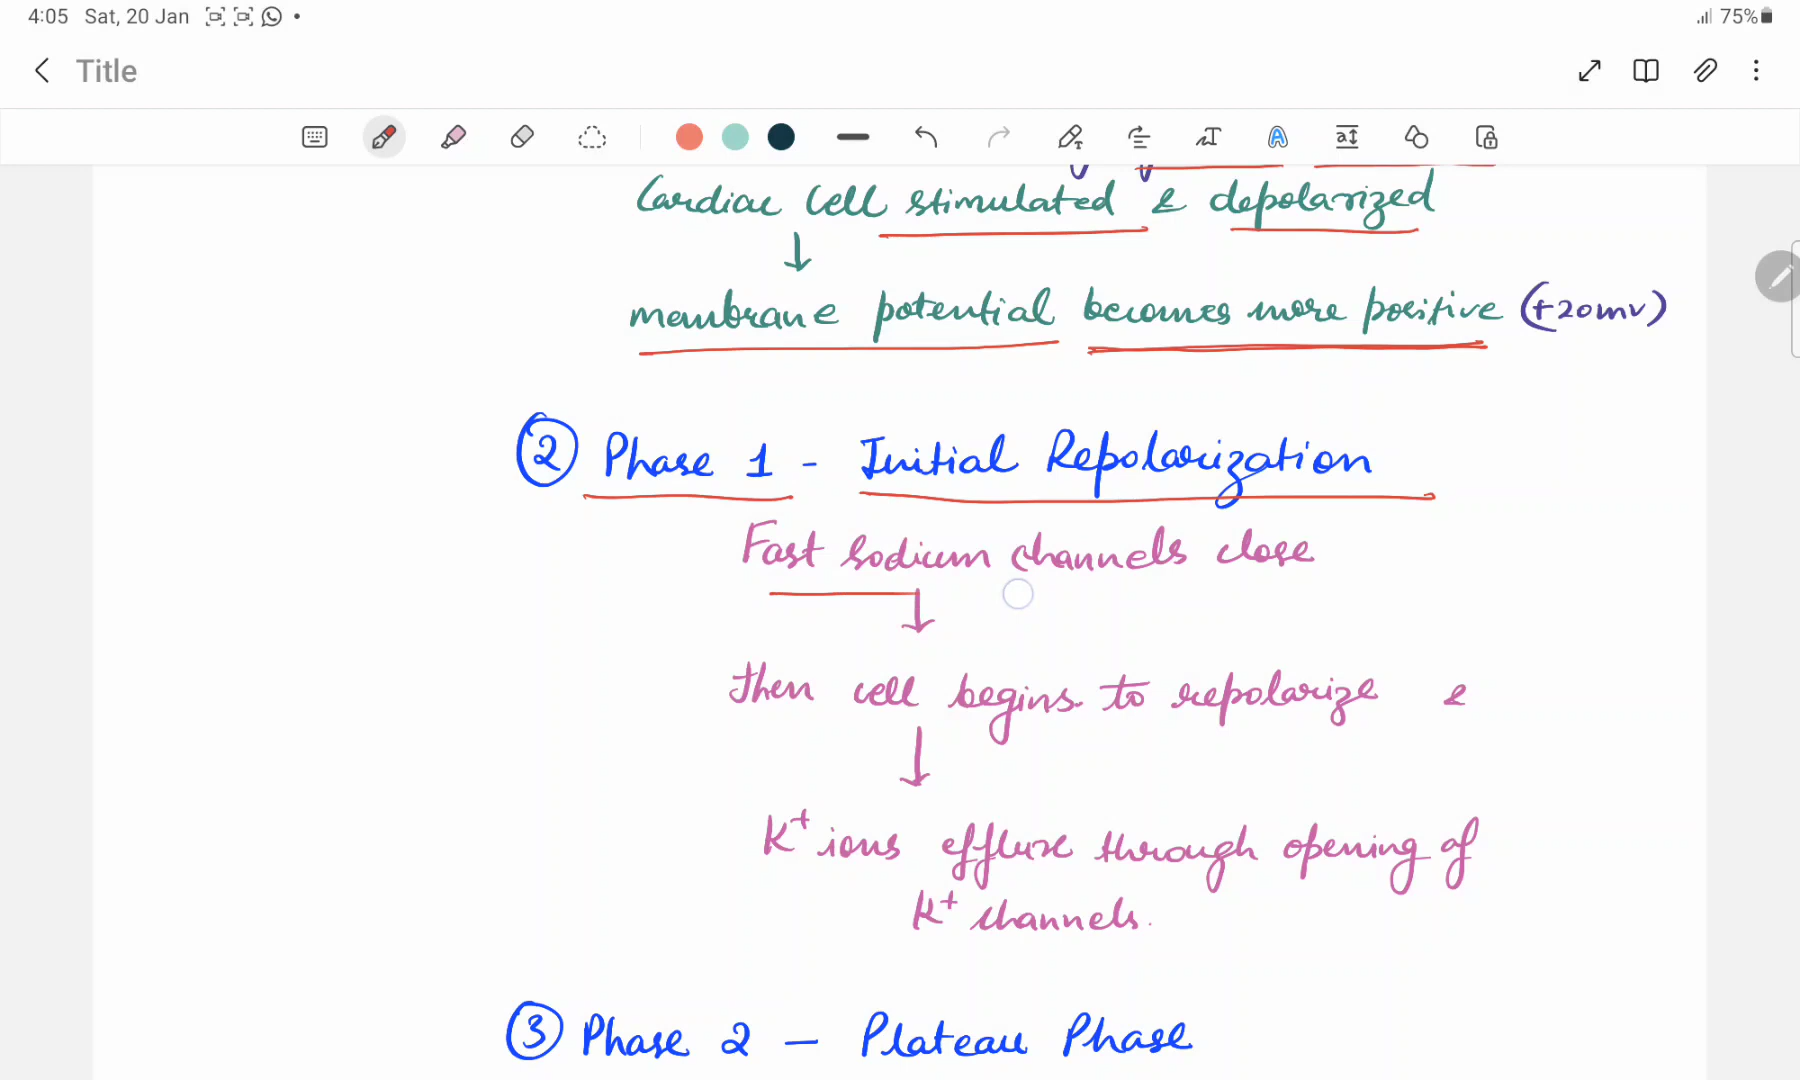 4:05 Sat, 20 Jan
75%
Title
Cardiac Cell stimulated & depolarized
↓
membrane potential becomes more positive (+20mv)
② Phase 1 - Initial Repolarization
Fast sodium channels close
↓
Then cell begins to repolarize &
↓
K+ ions efflux through opening of
K+ channels.
③ Phase 2 – Plateau Phase